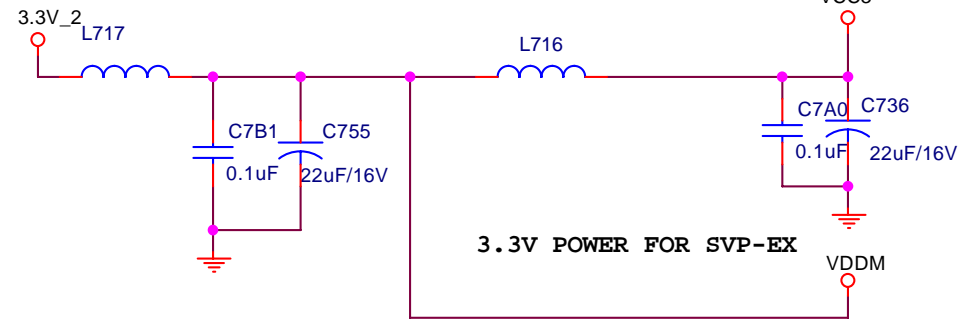 3.3V_2
L717
L716
C7B1
C755
0.1uF
22uF/16V
C7A0
C736
0.1uF
22uF/16V
3.3V POWER FOR SVP-EX
VDDM